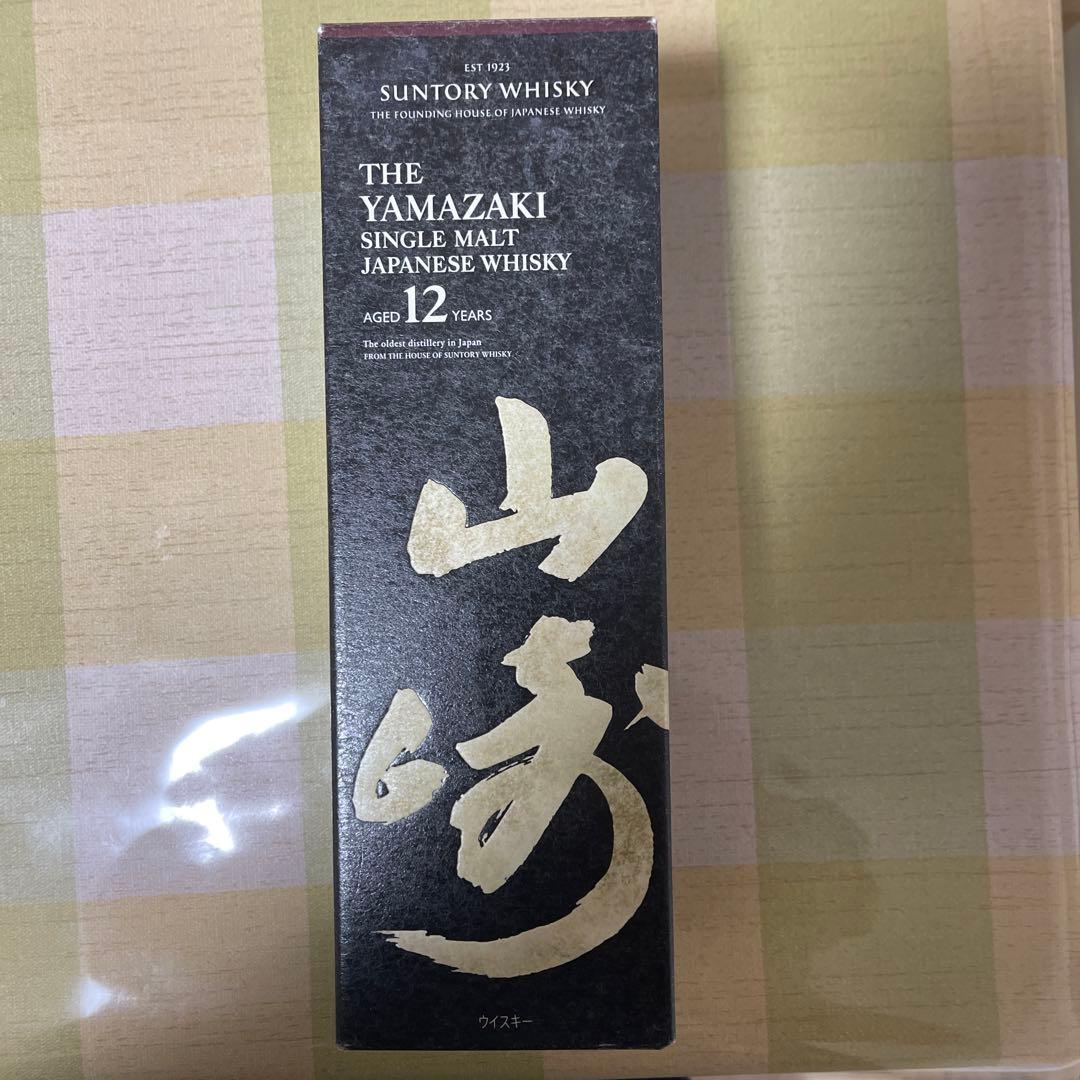 EST 1923
SUNTORY WHISKY
THE FOUNDING HOUSE OF JAPANESE WHISKY
THE
YAMAZAKI
SINGLE MALT
JAPANESE WHISKY
AGED 12 YEARS
The oldest distillery in Japan
FROM THE HOUSE OF SUNTORY WHISKY
山
崎
ウイスキー